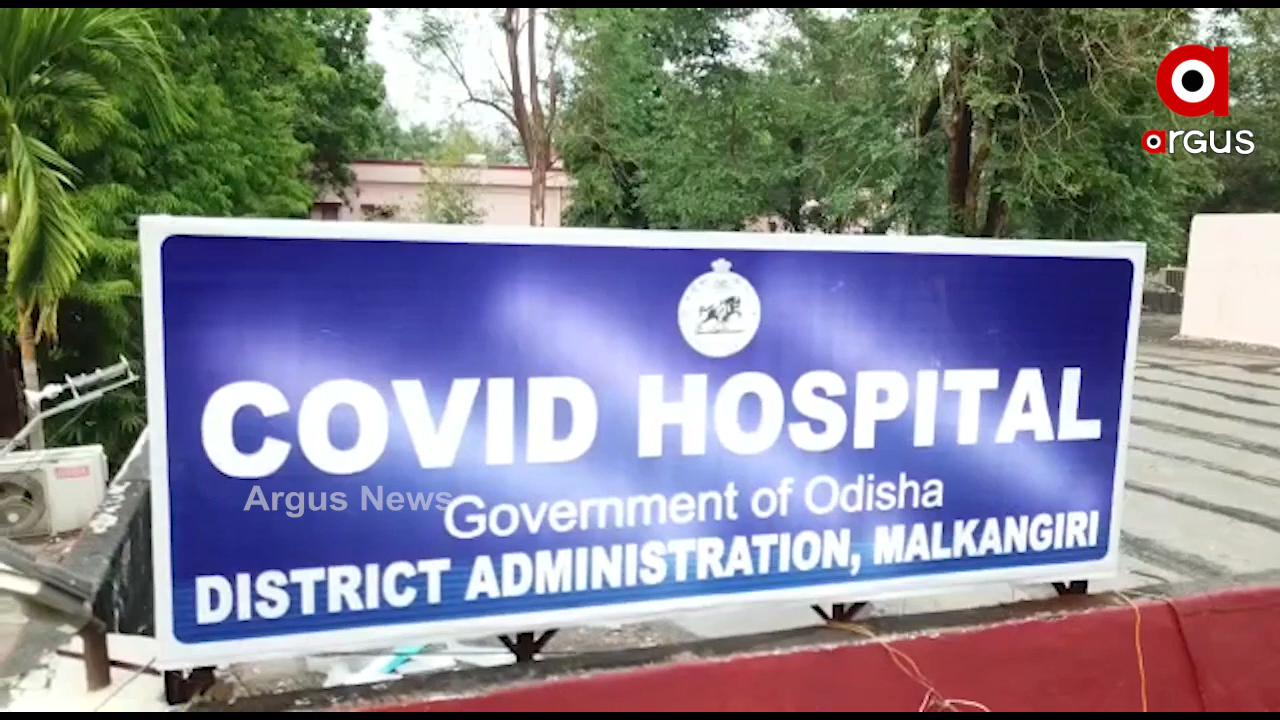 argus
COVID HOSPITAL
Argus News
Government of Odisha
DISTRICT ADMINISTRATION, MALKANGIRI